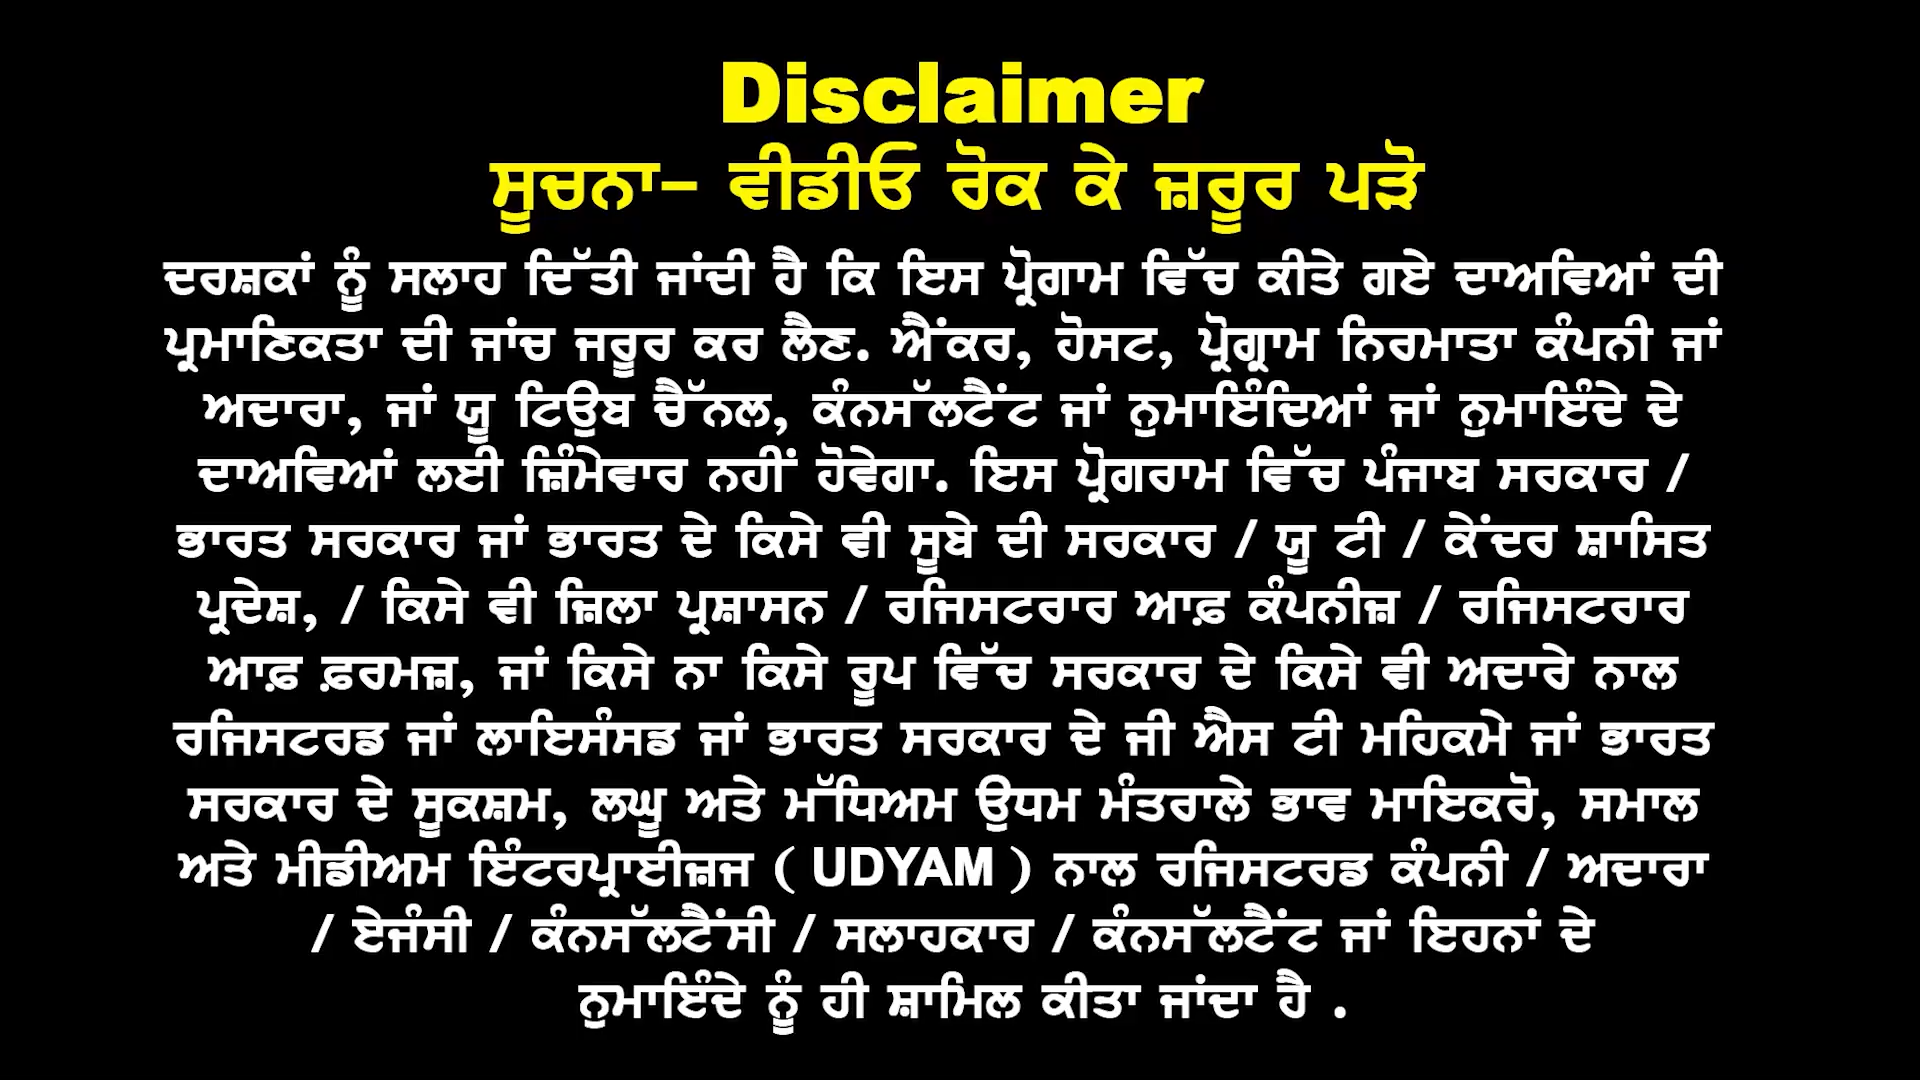 Disclaimer
ਸੂਚਨਾ- ਵੀਡੀਓ ਰੋਕ ਕੇ ਜ਼ਰੂਰ ਪੜੋ
ਦਰਸ਼ਕਾਂ ਨੂੰ ਸਲਾਹ ਦਿੱਤੀ ਜਾਂਦੀ ਹੈ ਕਿ ਇਸ ਪ੍ਰੋਗਾਮ ਵਿੱਚ ਕੀਤੇ ਗਏ ਦਾਅਵਿਆਂ ਦੀ
ਪ੍ਰਮਾਣਿਕਤਾ ਦੀ ਜਾਂਚ ਜਰੂਰ ਕਰ ਲੈਣ. ਐਂਕਰ, ਹੋਸਟ, ਪ੍ਰੋਗ੍ਰਾਮ ਨਿਰਮਾਤਾ ਕੰਪਨੀ ਜਾਂ
ਅਦਾਰਾ, ਜਾਂ ਯੂ ਟਿਉਬ ਚੈੱਨਲ, ਕੰਨਸੱਲਟੈਂਟ ਜਾਂ ਨੁਮਾਇੰਦਿਆਂ ਜਾਂ ਨੁਮਾਇੰਦੇ ਦੇ
ਦਾਅਵਿਆਂ ਲਈ ਜ਼ਿੰਮੇਵਾਰ ਨਹੀਂ ਹੋਵੇਗਾ. ਇਸ ਪ੍ਰੋਗਰਾਮ ਵਿੱਚ ਪੰਜਾਬ ਸਰਕਾਰ /
ਭਾਰਤ ਸਰਕਾਰ ਜਾਂ ਭਾਰਤ ਦੇ ਕਿਸੇ ਵੀ ਸੂਬੇ ਦੀ ਸਰਕਾਰ / ਯੂ ਟੀ / ਕੇਂਦਰ ਸ਼ਾਸਿਤ
ਪ੍ਰਦੇਸ਼, / ਕਿਸੇ ਵੀ ਜ਼ਿਲਾ ਪ੍ਰਸ਼ਾਸਨ / ਰਜਿਸਟਰਾਰ ਆਫ਼ ਕੰਪਨੀਜ਼ / ਰਜਿਸਟਰਾਰ
ਆਫ਼ ਫ਼ਰਮਜ਼, ਜਾਂ ਕਿਸੇ ਨਾ ਕਿਸੇ ਰੂਪ ਵਿੱਚ ਸਰਕਾਰ ਦੇ ਕਿਸੇ ਵੀ ਅਦਾਰੇ ਨਾਲ
ਰਜਿਸਟਰਡ ਜਾਂ ਲਾਇਸੰਸਡ ਜਾਂ ਭਾਰਤ ਸਰਕਾਰ ਦੇ ਜੀ ਐਸ ਟੀ ਮਹਿਕਮੇ ਜਾਂ ਭਾਰਤ
ਸਰਕਾਰ ਦੇ ਸੂਕਸ਼ਮ, ਲਘੂ ਅਤੇ ਮੱਧਿਅਮ ਉਧਮ ਮੰਤਰਾਲੇ ਭਾਵ ਮਾਇਕਰੋ, ਸਮਾਲ
ਅਤੇ ਮੀਡੀਅਮ ਇੰਟਰਪ੍ਰਾਈਜ਼ਜ ( UDYAM ) ਨਾਲ ਰਜਿਸਟਰਡ ਕੰਪਨੀ / ਅਦਾਰਾ
/ ਏਜੰਸੀ / ਕੰਨਸੱਲਟੈਂਸੀ / ਸਲਾਹਕਾਰ / ਕੰਨਸੱਲਟੈਂਟ ਜਾਂ ਇਹਨਾਂ ਦੇ
ਨੁਮਾਇੰਦੇ ਨੂੰ ਹੀ ਸ਼ਾਮਿਲ ਕੀਤਾ ਜਾਂਦਾ ਹੈ .